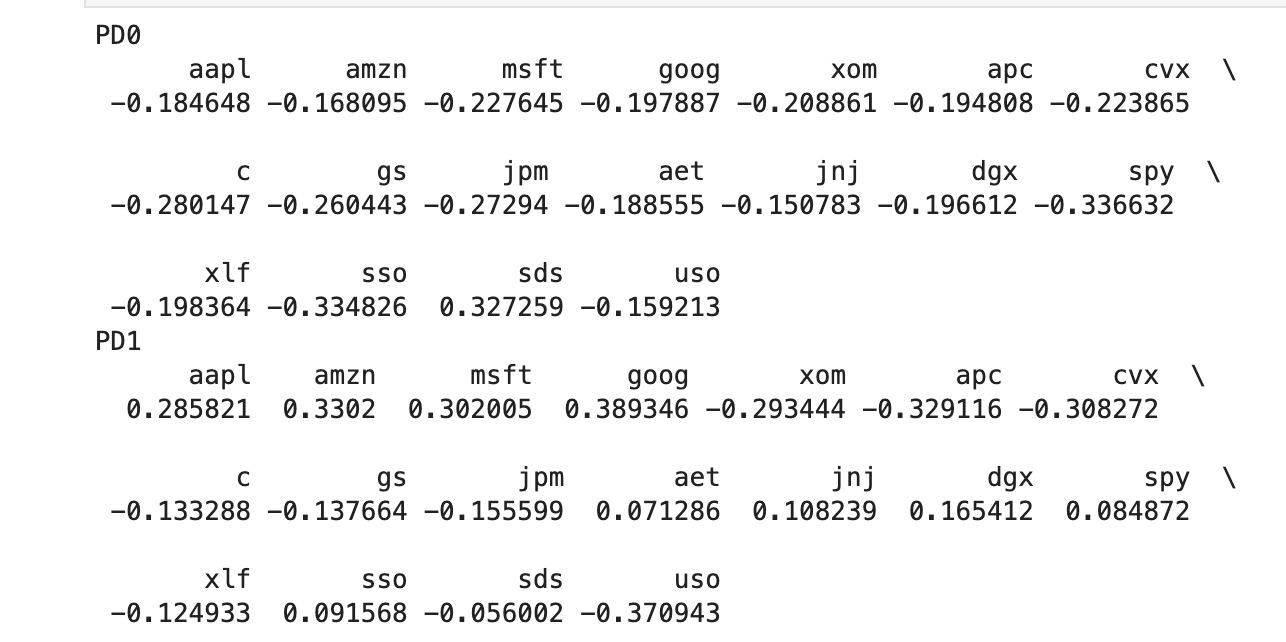 PD0
aapl amzn msft goog xom apc cvx \
−0.184648 −0.168095 −0.227645 −0.197887 −0.208861 −0.194808 −0.223865
c gs jpm aet jnj dgx spy \
−0.280147 −0.260443 −0.27294 −0.188555 −0.150783 −0.196612 −0.336632
xlf sso sds uso
−0.198364 −0.334826 0.327259 −0.159213
PD1
aapl amzn msft goog xom apc cvx \
0.285821 0.3302 0.302005 0.389346 −0.293444 −0.329116 −0.308272
c gs jpm aet jnj dgx spy \
−0.133288 −0.137664 −0.155599 0.071286 0.108239 0.165412 0.084872
xlf sso sds uso
−0.124933 0.091568 −0.056002 −0.370943